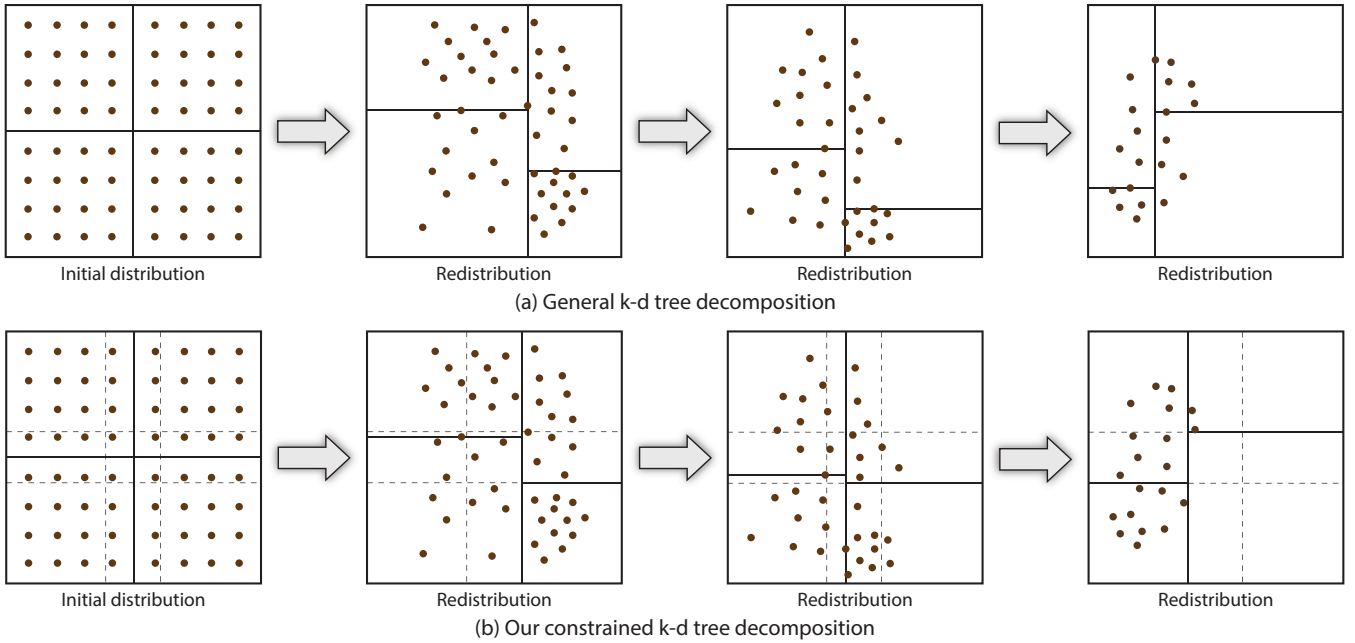 Initial distribution
Redistribution
Redistribution
Redistribution
(a) General k-d tree decomposition
Initial distribution
Redistribution
Redistribution
Redistribution
(b) Our constrained k-d tree decomposition